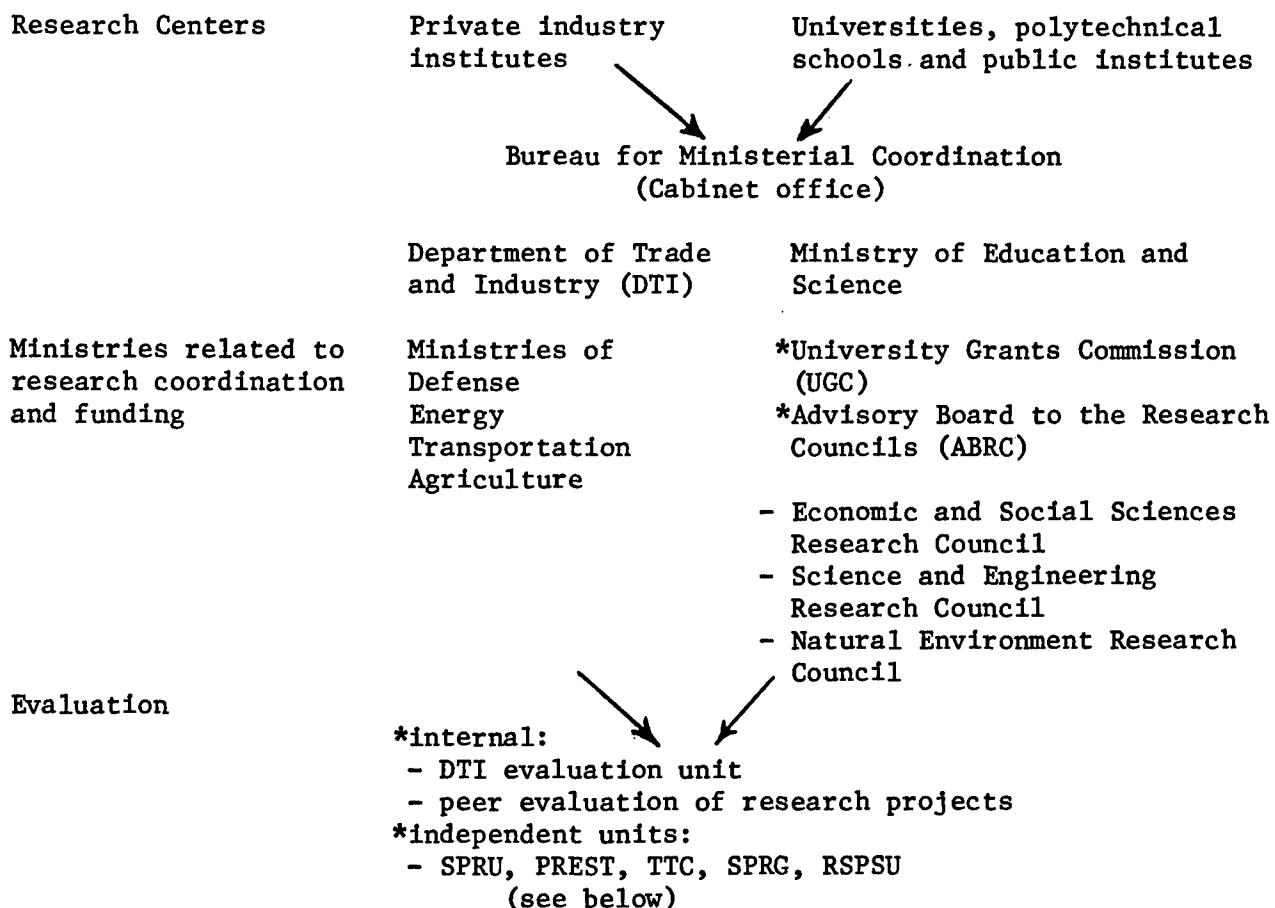 Research Centers
Private industry institutes
Universities, polytechnical schools and public institutes
Bureau for Ministerial Coordination
(Cabinet office)
Department of Trade
and Industry (DTI)
Ministry of Education and
Science
Ministries related to
research coordination
and funding
Ministries of
Defense
Energy
Transportation
Agriculture
*University Grants Commission
(UGC)
*Advisory Board to the Research
Councils (ABRC)
- Economic and Social Sciences
Research Council
- Science and Engineering
Research Council
- Natural Environment Research
Council
Evaluation
*internal:
- DTI evaluation unit
- peer evaluation of research projects
*independent units:
- SPRU, PREST, TTC, SPRG, RSPSU
(see below)